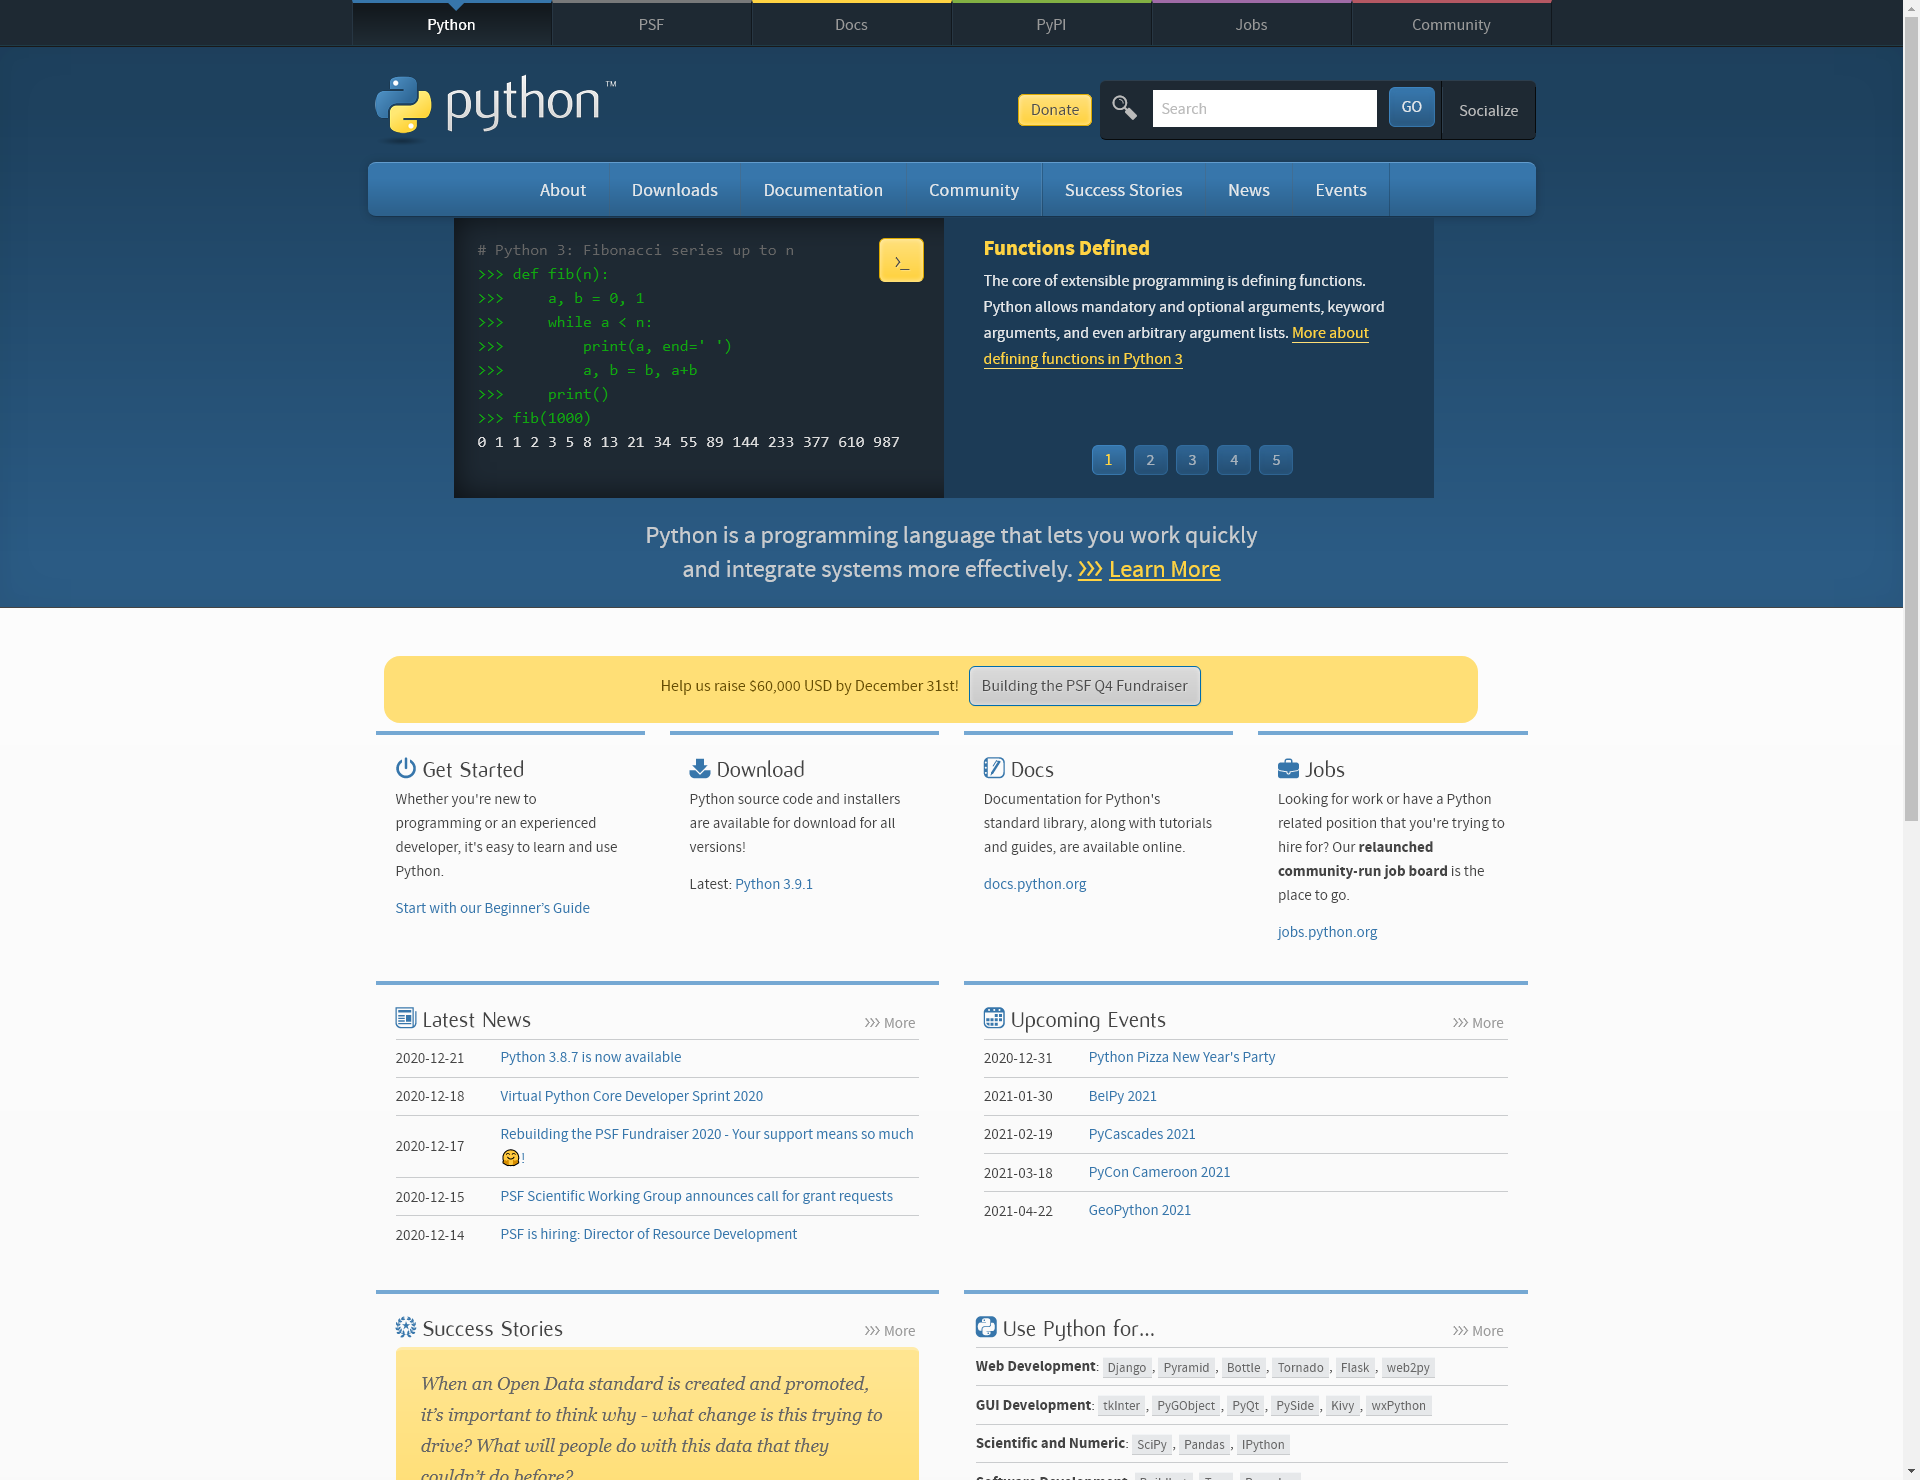 Python PSF Docs PyPI Jobs Community
python™
Donate Search GO Socialize
About Downloads Documentation Community Success Stories News Events
# Python 3: Fibonacci series up to n
>>> def fib(n):
>>>     a, b = 0, 1
>>>     while a < n:
>>>         print(a, end=' ')
>>>         a, b = b, a+b
>>>     print()
>>> fib(1000)
0 1 1 2 3 5 8 13 21 34 55 89 144 233 377 610 987
>_
Functions Defined
The core of extensible programming is defining functions.
Python allows mandatory and optional arguments, keyword
arguments, and even arbitrary argument lists. More about
defining functions in Python 3
1 2 3 4 5
Python is a programming language that lets you work quickly
and integrate systems more effectively. >>> Learn More
Help us raise $60,000 USD by December 31st! Building the PSF Q4 Fundraiser
Get Started
Whether you're new to
programming or an experienced
developer, it's easy to learn and use
Python.
Start with our Beginner’s Guide
Download
Python source code and installers
are available for download for all
versions!
Latest: Python 3.9.1
Docs
Documentation for Python's
standard library, along with tutorials
and guides, are available online.
docs.python.org
Jobs
Looking for work or have a Python
related position that you're trying to
hire for? Our relaunched
community-run job board is the
place to go.
jobs.python.org
Latest News
>>> More
2020-12-21 Python 3.8.7 is now available
2020-12-18 Virtual Python Core Developer Sprint 2020
2020-12-17 Rebuilding the PSF Fundraiser 2020 - Your support means so much
🤗!
2020-12-15 PSF Scientific Working Group announces call for grant requests
2020-12-14 PSF is hiring: Director of Resource Development
Upcoming Events
>>> More
2020-12-31 Python Pizza New Year's Party
2021-01-30 BelPy 2021
2021-02-19 PyCascades 2021
2021-03-18 PyCon Cameroon 2021
2021-04-22 GeoPython 2021
Success Stories
>>> More
When an Open Data standard is created and promoted,
it’s important to think why - what change is this trying to
drive? What will people do with this data that they
couldn’t do before?
Use Python for…
>>> More
Web Development: Django, Pyramid, Bottle, Tornado, Flask, web2py
GUI Development: tkInter, PyGObject, PyQt, PySide, Kivy, wxPython
Scientific and Numeric: SciPy, Pandas, IPython